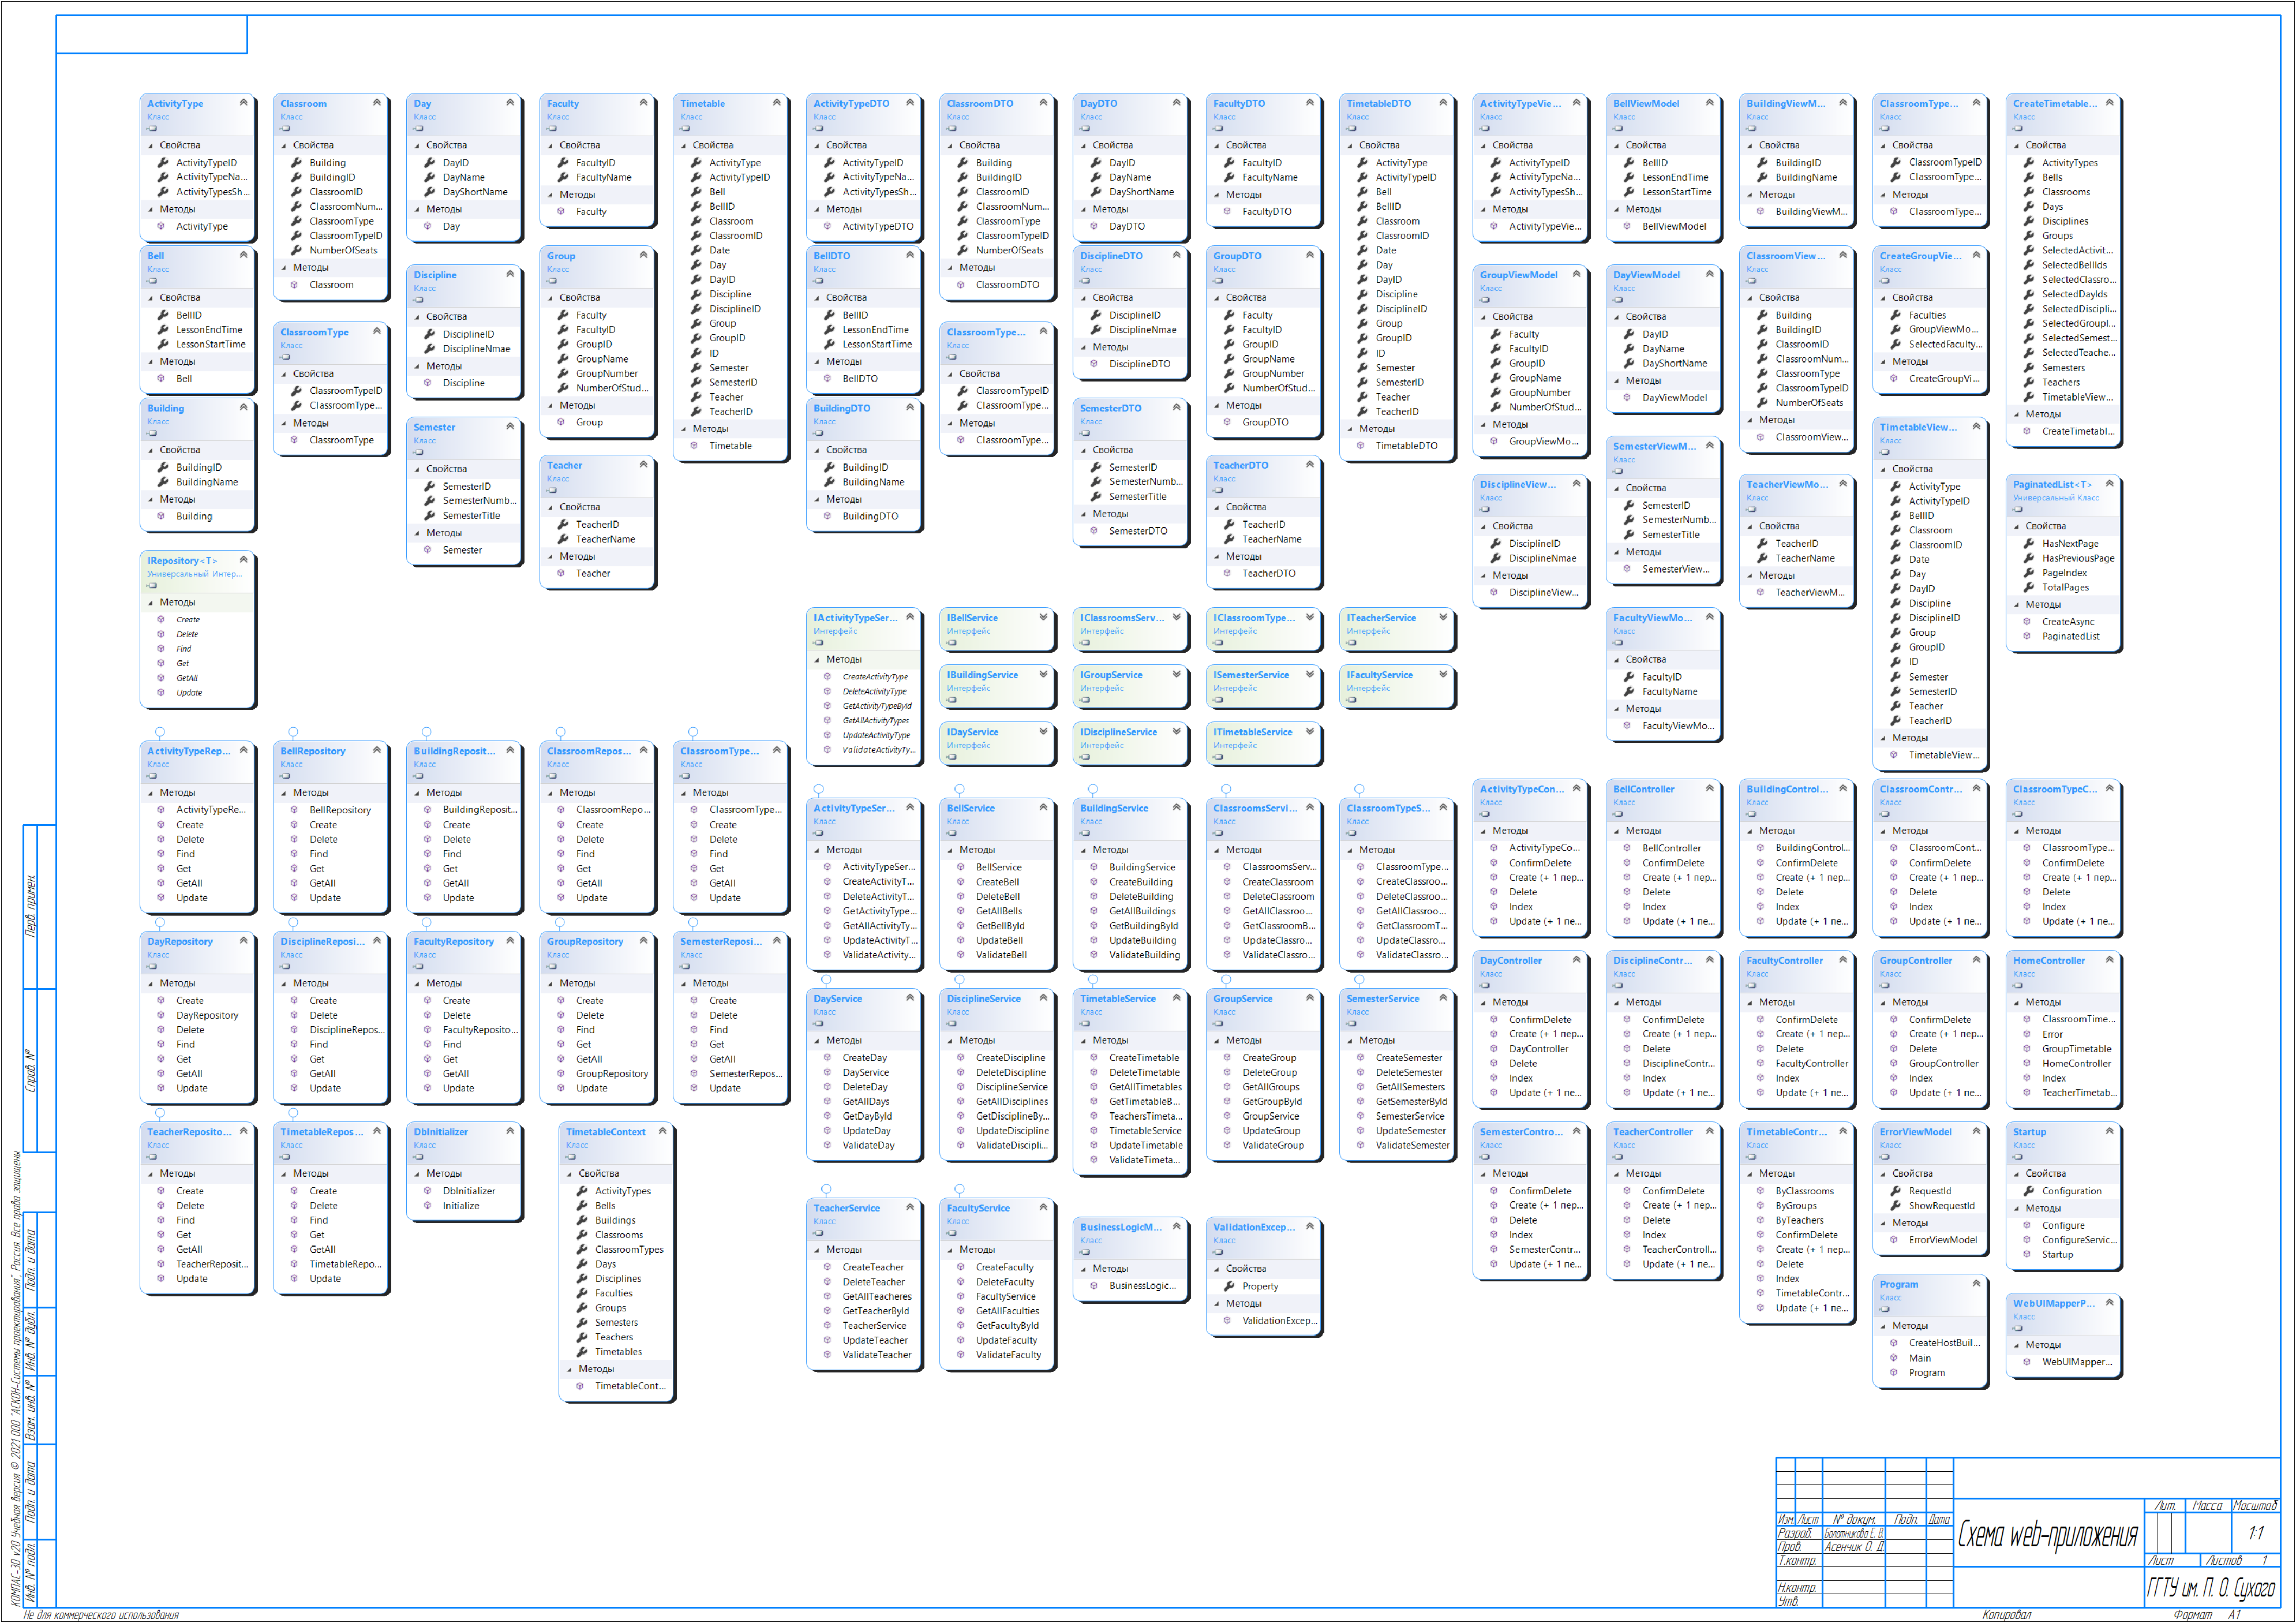 ActivityType
Класс
Свойства
ActivityTypeID
ActivityTypeNa...
ActivityTypesSh...
Методы
ActivityType
Bell
Класс
Свойства
BellID
LessonEndTime
LessonStartTime
Методы
Bell
Building
Класс
Свойства
BuildingID
BuildingName
Методы
Building
IRepository<T>
Универсальный Интер...
Методы
Create
Delete
Find
Get
GetAll
Update
Classroom
Класс
Свойства
Building
BuildingID
ClassroomID
ClassroomNum...
ClassroomType
ClassroomTypeID
NumberOfSeats
Методы
Classroom
ClassroomType
Класс
Свойства
ClassroomTypeID
ClassroomType...
Методы
ClassroomType
Day
Класс
Свойства
DayID
DayName
DayShortName
Методы
Day
Discipline
Класс
Свойства
DisciplineID
DisciplineNmae
Методы
Discipline
Semester
Класс
Свойства
SemesterID
SemesterNumb...
SemesterTitle
Методы
Semester
Faculty
Класс
Свойства
FacultyID
FacultyName
Методы
Faculty
Group
Класс
Свойства
Faculty
FacultyID
GroupID
GroupName
GroupNumber
NumberOfStud...
Методы
Group
Teacher
Класс
Свойства
TeacherID
TeacherName
Методы
Teacher
Timetable
Класс
Свойства
ActivityType
ActivityTypeID
Bell
BellID
Classroom
ClassroomID
Date
Day
DayID
Discipline
DisciplineID
Group
GroupID
ID
Semester
SemesterID
Teacher
TeacherID
Методы
Timetable
ActivityTypeDTO
Класс
Свойства
ActivityTypeID
ActivityTypeNa...
ActivityTypesSh...
Методы
ActivityTypeDTO
BellDTO
Класс
Свойства
BellID
LessonEndTime
LessonStartTime
Методы
BellDTO
BuildingDTO
Класс
Свойства
BuildingID
BuildingName
Методы
BuildingDTO
ClassroomDTO
Класс
Свойства
Building
BuildingID
ClassroomID
ClassroomNum...
ClassroomType
ClassroomTypeID
NumberOfSeats
Методы
ClassroomDTO
ClassroomType...
Класс
Свойства
ClassroomTypeID
ClassroomType...
Методы
ClassroomType...
DayDTO
Класс
Свойства
DayID
DayName
DayShortName
Методы
DayDTO
DisciplineDTO
Класс
Свойства
DisciplineID
DisciplineNmae
Методы
DisciplineDTO
SemesterDTO
Класс
Свойства
SemesterID
SemesterNumb...
SemesterTitle
Методы
SemesterDTO
FacultyDTO
Класс
Свойства
FacultyID
FacultyName
Методы
FacultyDTO
GroupDTO
Класс
Свойства
Faculty
FacultyID
GroupID
GroupName
GroupNumber
NumberOfStud...
Методы
GroupDTO
TeacherDTO
Класс
Свойства
TeacherID
TeacherName
Методы
TeacherDTO
TimetableDTO
Класс
Свойства
ActivityType
ActivityTypeID
Bell
BellID
Classroom
ClassroomID
Date
Day
DayID
Discipline
DisciplineID
Group
GroupID
ID
Semester
SemesterID
Teacher
TeacherID
Методы
TimetableDTO
ActivityTypeVie...
Класс
Свойства
ActivityTypeID
ActivityTypeNa...
ActivityTypesSh...
Методы
ActivityTypeVie...
GroupViewModel
Класс
Свойства
Faculty
FacultyID
GroupID
GroupName
GroupNumber
NumberOfStud...
Методы
GroupViewMo...
DisciplineView...
Класс
Свойства
DisciplineID
DisciplineNmae
Методы
DisciplineView...
BellViewModel
Класс
Свойства
BellID
LessonEndTime
LessonStartTime
Методы
BellViewModel
DayViewModel
Класс
Свойства
DayID
DayName
DayShortName
Методы
DayViewModel
SemesterViewM...
Класс
Свойства
SemesterID
SemesterNumb...
SemesterTitle
Методы
SemesterView...
FacultyViewMo...
Класс
Свойства
FacultyID
FacultyName
Методы
FacultyViewMo...
BuildingViewM...
Класс
Свойства
BuildingID
BuildingName
Методы
BuildingViewM...
ClassroomView...
Класс
Свойства
Building
BuildingID
ClassroomID
ClassroomNum...
ClassroomType
ClassroomTypeID
NumberOfSeats
Методы
ClassroomView...
TeacherViewMo...
Класс
Свойства
TeacherID
TeacherName
Методы
TeacherViewM...
ClassroomType...
Класс
Свойства
ClassroomTypeID
ClassroomType...
Методы
ClassroomType...
CreateGroupVie...
Класс
Свойства
Faculties
GroupViewMo...
SelectedFaculty...
Методы
CreateGroupVi...
TimetableView...
Класс
Свойства
ActivityType
ActivityTypeID
BellID
Classroom
ClassroomID
Date
Day
DayID
Discipline
DisciplineID
Group
GroupID
ID
Semester
SemesterID
Teacher
TeacherID
Методы
TimetableView...
CreateTimetable...
Класс
Свойства
ActivityTypes
Bells
Classrooms
Days
Disciplines
Groups
SelectedActivit...
SelectedBellIds
SelectedClassro...
SelectedDayIds
SelectedDiscipli...
SelectedGroupI...
SelectedSemest...
SelectedTeache...
Semesters
Teachers
TimetableView...
Методы
CreateTimetabl...
PaginatedList<T>
Универсальный Класс
Свойства
HasNextPage
HasPreviousPage
PageIndex
TotalPages
Методы
CreateAsync
PaginatedList
IActivityTypeSer...
Интерфейс
Методы
CreateActivityType
DeleteActivityType
GetActivityTypeById
GetAllActivityTypes
UpdateActivityType
ValidateActivityTy...
IBellService
Интерфейс
IClassroomsServ...
Интерфейс
IClassroomType...
Интерфейс
ITeacherService
Интерфейс
IBuildingService
Интерфейс
IGroupService
Интерфейс
ISemesterService
Интерфейс
IFacultyService
Интерфейс
IDayService
Интерфейс
IDisciplineService
Интерфейс
ITimetableService
Интерфейс
ActivityTypeRep...
Класс
Методы
ActivityTypeRe...
Create
Delete
Find
Get
GetAll
Update
BellRepository
Класс
Методы
BellRepository
Create
Delete
Find
Get
GetAll
Update
BuildingReposit...
Класс
Методы
BuildingReposit...
Create
Delete
Find
Get
GetAll
Update
ClassroomRepos...
Класс
Методы
ClassroomRepo...
Create
Delete
Find
Get
GetAll
Update
ClassroomType...
Класс
Методы
ClassroomType...
Create
Delete
Find
Get
GetAll
Update
DayRepository
Класс
Методы
Create
DayRepository
Delete
Find
Get
GetAll
Update
DisciplineReposi...
Класс
Методы
Create
Delete
DisciplineRepos...
Find
Get
GetAll
Update
FacultyRepository
Класс
Методы
Create
Delete
FacultyReposito...
Find
Get
GetAll
Update
GroupRepository
Класс
Методы
Create
Delete
Find
Get
GetAll
GroupRepository
Update
SemesterReposi...
Класс
Методы
Create
Delete
Find
Get
GetAll
SemesterRepos...
Update
TeacherReposito...
Класс
Методы
Create
Delete
Find
Get
GetAll
TeacherReposit...
Update
TimetableRepos...
Класс
Методы
Create
Delete
Find
Get
GetAll
TimetableRepo...
Update
DbInitializer
Класс
Методы
DbInitializer
Initialize
TimetableContext
Класс
Свойства
ActivityTypes
Bells
Buildings
Classrooms
ClassroomTypes
Days
Disciplines
Faculties
Groups
Semesters
Teachers
Timetables
Методы
TimetableCont...
ActivityTypeSer...
Класс
Методы
ActivityTypeSer...
CreateActivityT...
DeleteActivityT...
GetActivityType...
GetAllActivityTy...
UpdateActivityT...
ValidateActivity...
BellService
Класс
Методы
BellService
CreateBell
DeleteBell
GetAllBells
GetBellById
UpdateBell
ValidateBell
BuildingService
Класс
Методы
BuildingService
CreateBuilding
DeleteBuilding
GetAllBuildings
GetBuildingById
UpdateBuilding
ValidateBuilding
ClassroomsServi...
Класс
Методы
ClassroomsServ...
CreateClassroom
DeleteClassroom
GetAllClassroo...
GetClassroomB...
UpdateClassro...
ValidateClassro...
ClassroomTypeS...
Класс
Методы
ClassroomType...
CreateClassroo...
DeleteClassroo...
GetAllClassroo...
GetClassroomT...
UpdateClassro...
ValidateClassro...
DayService
Класс
Методы
CreateDay
DayService
DeleteDay
GetAllDays
GetDayById
UpdateDay
ValidateDay
DisciplineService
Класс
Методы
CreateDiscipline
DeleteDiscipline
DisciplineService
GetAllDisciplines
GetDisciplineBy...
UpdateDiscipline
ValidateDiscipli...
TimetableService
Класс
Методы
CreateTimetable
DeleteTimetable
GetAllTimetables
GetTimetableB...
TeachersTimeta...
TimetableService
UpdateTimetable
ValidateTimeta...
GroupService
Класс
Методы
CreateGroup
DeleteGroup
GetAllGroups
GetGroupById
GroupService
UpdateGroup
ValidateGroup
SemesterService
Класс
Методы
CreateSemester
DeleteSemester
GetAllSemesters
GetSemesterById
SemesterService
UpdateSemester
ValidateSemester
TeacherService
Класс
Методы
CreateTeacher
DeleteTeacher
GetAllTeacheres
GetTeacherById
TeacherService
UpdateTeacher
ValidateTeacher
FacultyService
Класс
Методы
CreateFaculty
DeleteFaculty
FacultyService
GetAllFaculties
GetFacultyById
UpdateFaculty
ValidateFaculty
BusinessLogicM...
Класс
Методы
BusinessLogic...
ValidationExcep...
Класс
Свойства
Property
Методы
ValidationExcep...
ActivityTypeCon...
Класс
Методы
ActivityTypeCo...
ConfirmDelete
Create (+ 1 пер...
Delete
Index
Update (+ 1 пе...
BellController
Класс
Методы
BellController
ConfirmDelete
Create (+ 1 пер...
Delete
Index
Update (+ 1 пе...
BuildingControl...
Класс
Методы
BuildingControl...
ConfirmDelete
Create (+ 1 пер...
Delete
Index
Update (+ 1 пе...
ClassroomContr...
Класс
Методы
ClassroomCont...
ConfirmDelete
Create (+ 1 пер...
Delete
Index
Update (+ 1 пе...
ClassroomTypeC...
Класс
Методы
ClassroomType...
ConfirmDelete
Create (+ 1 пер...
Delete
Index
Update (+ 1 пе...
DayController
Класс
Методы
ConfirmDelete
Create (+ 1 пер...
DayController
Delete
Index
Update (+ 1 пе...
DisciplineContr...
Класс
Методы
ConfirmDelete
Create (+ 1 пер...
Delete
DisciplineContr...
Index
Update (+ 1 пе...
FacultyController
Класс
Методы
ConfirmDelete
Create (+ 1 пер...
Delete
FacultyController
Index
Update (+ 1 пе...
GroupController
Класс
Методы
ConfirmDelete
Create (+ 1 пер...
Delete
GroupController
Index
Update (+ 1 пе...
HomeController
Класс
Методы
ClassroomTime...
Error
GroupTimetable
HomeController
Index
TeacherTimetab...
SemesterContro...
Класс
Методы
ConfirmDelete
Create (+ 1 пер...
Delete
Index
SemesterContr...
Update (+ 1 пе...
TeacherController
Класс
Методы
ConfirmDelete
Create (+ 1 пер...
Delete
Index
TeacherControll...
Update (+ 1 пе...
TimetableContr...
Класс
Методы
ByClassrooms
ByGroups
ByTeachers
ConfirmDelete
Create (+ 1 пер...
Delete
Index
TimetableContr...
Update (+ 1 пе...
ErrorViewModel
Класс
Свойства
RequestId
ShowRequestId
Методы
ErrorViewModel
Program
Класс
Методы
CreateHostBuil...
Main
Program
Startup
Класс
Свойства
Configuration
Методы
Configure
ConfigureServic...
Startup
WebUIMapperP...
Класс
Методы
WebUIMapper...
Перв. примен.
Справ. №
Подп. и дата
Инв. № дубл.
Взам. инв. №
Подп. и дата
Инв. № подл.
КОМПАС-3D v20 Учебная версия © 2021 ООО "АСКОН-Системы проектирования", Россия. Все права защищены.
Не для коммерческого использования
Изм. Лист № докум. Подп. Дата
Разраб. Болотникова Е. В.
Пров. Асенчик О. Д.
Т.контр.
Н.контр.
Утв.
Схема web-приложения
Лит. Масса Масштаб
1:1
Лист Листов 1
ГГТУ им. П. О. Сухого
Копировал Формат А1